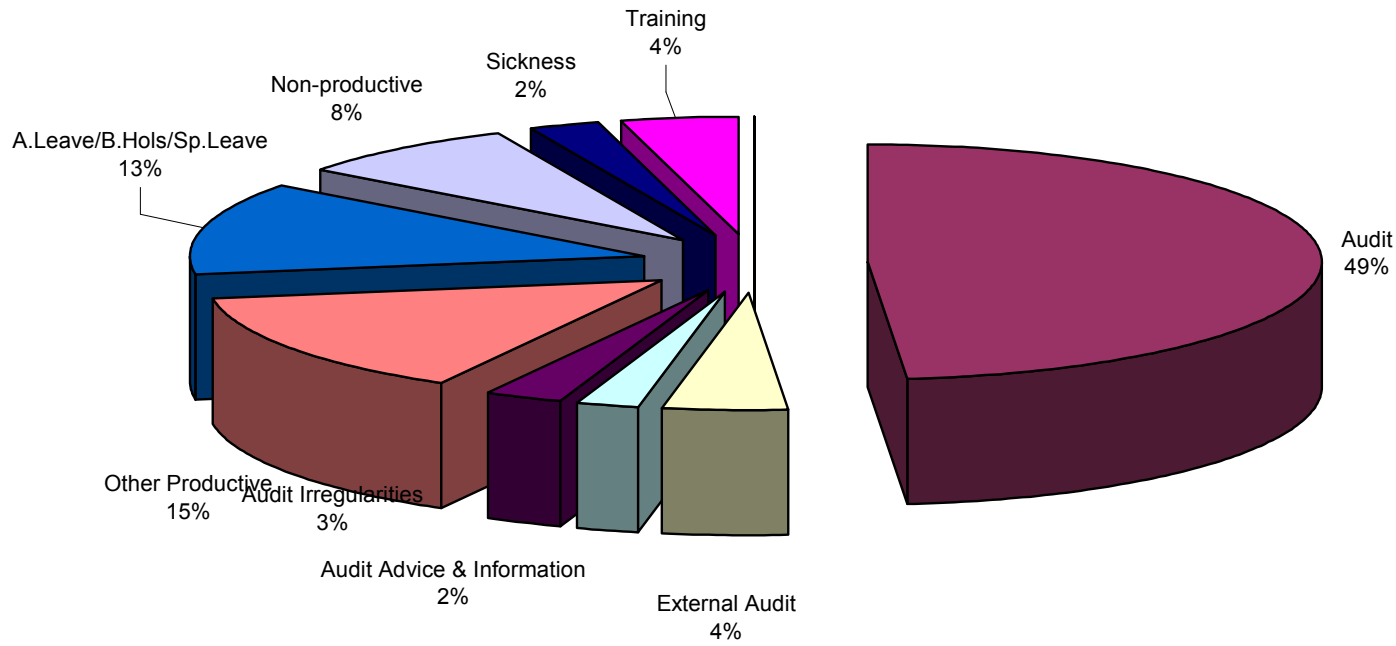 Training
4%
Sickness
2%
Non-productive
8%
A.Leave/B.Hols/Sp.Leave
13%
Audit
49%
Other Productive
15%
Audit Irregularities
3%
Audit Advice & Information
2%
External Audit
4%